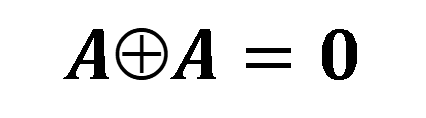 A⊕A = 0